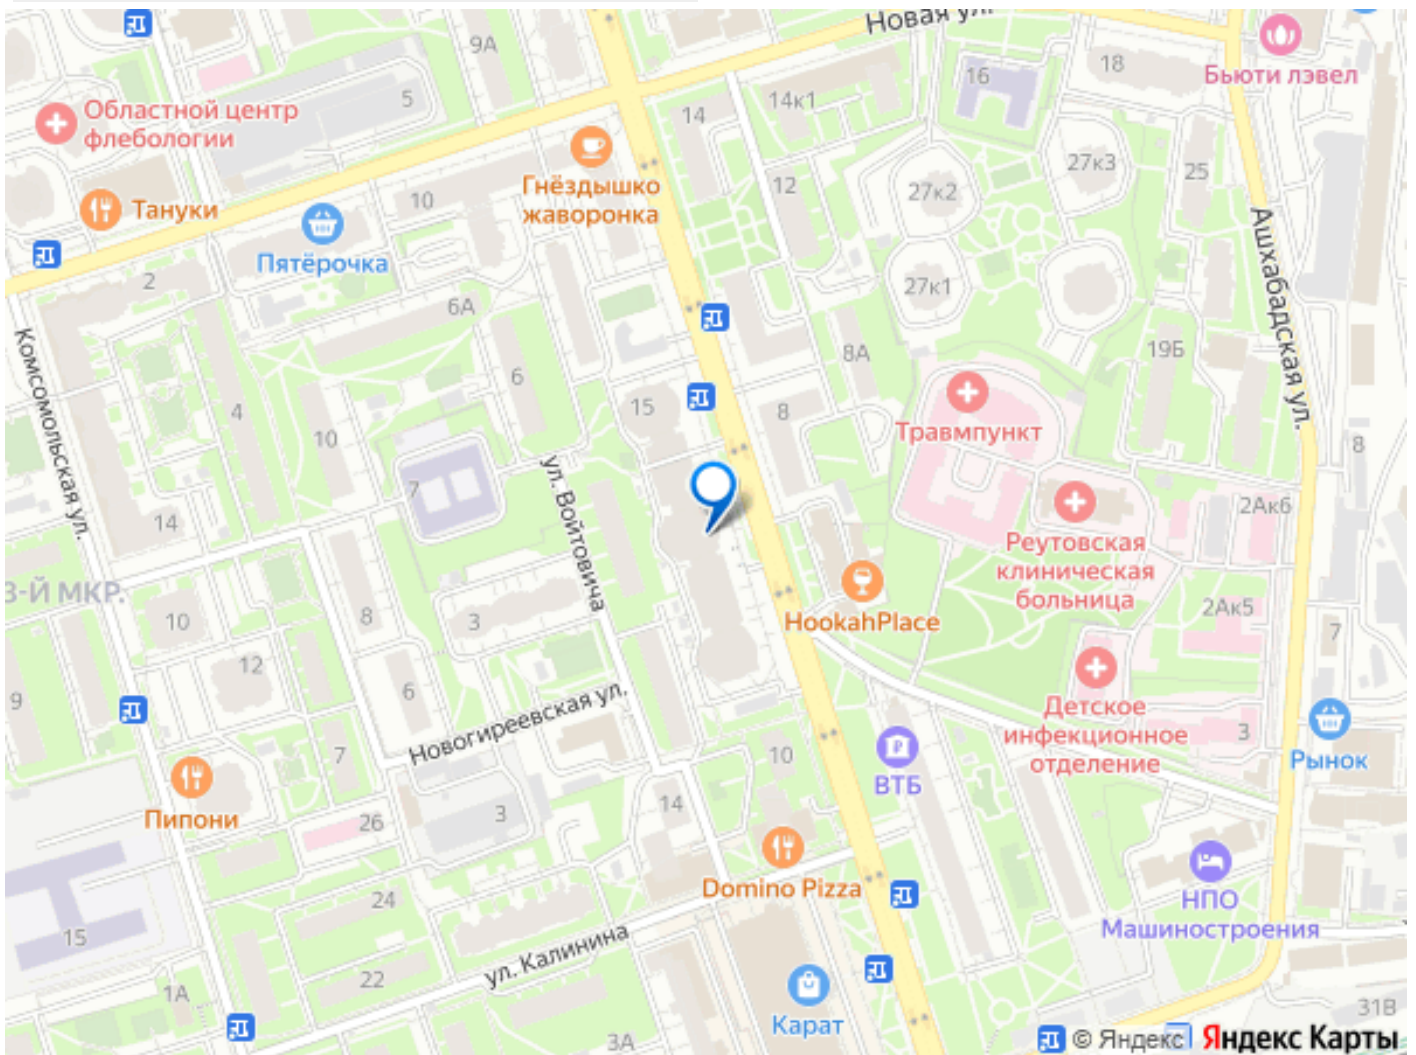 Новая ул.
9А
5
14
14к1
16
18
Бьюти лэвел
Областной центр
флебологии
Гнёздышко
жаворонка
Тануки
10
12
27к2
27к3
25
Пятёрочка
2
6А
27к1
Ашхабадская ул.
Комсомольская ул.
4
10
6
15
8А
8
19Б
Травмпункт
8
14
7
ул. Войтовича
2Ак6
Реутовская
клиническая
больница
3-Й МКР.
10
8
3
HookahPlace
2Ак5
7
12
6
9
Новогиреевская ул.
Детское
инфекционное
отделение
3
Рынок
7
10
ВТБ
Пипони
26
3
14
Domino Pizza
24
НПО
Машиностроения
15
ул. Калинина
22
1А
Карат
3А
31В
© Яндекс
Яндекс Карты